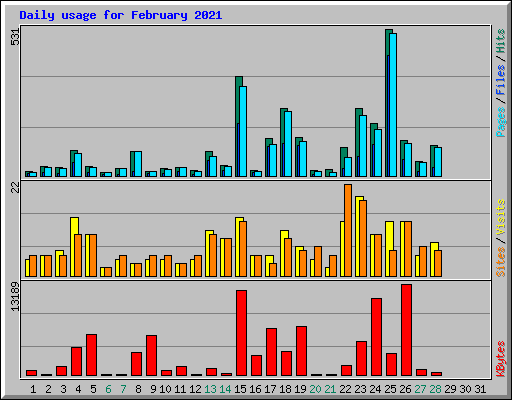 Daily usage for February 2021
531
Pages/Files/Hits
22
Sites/Visits
13189
KBytes
1 2 3 4 5 6 7 8 9 10 11 12 13 14 15 16 17 18 19 20 21 22 23 24 25 26 27 28 29 30 31